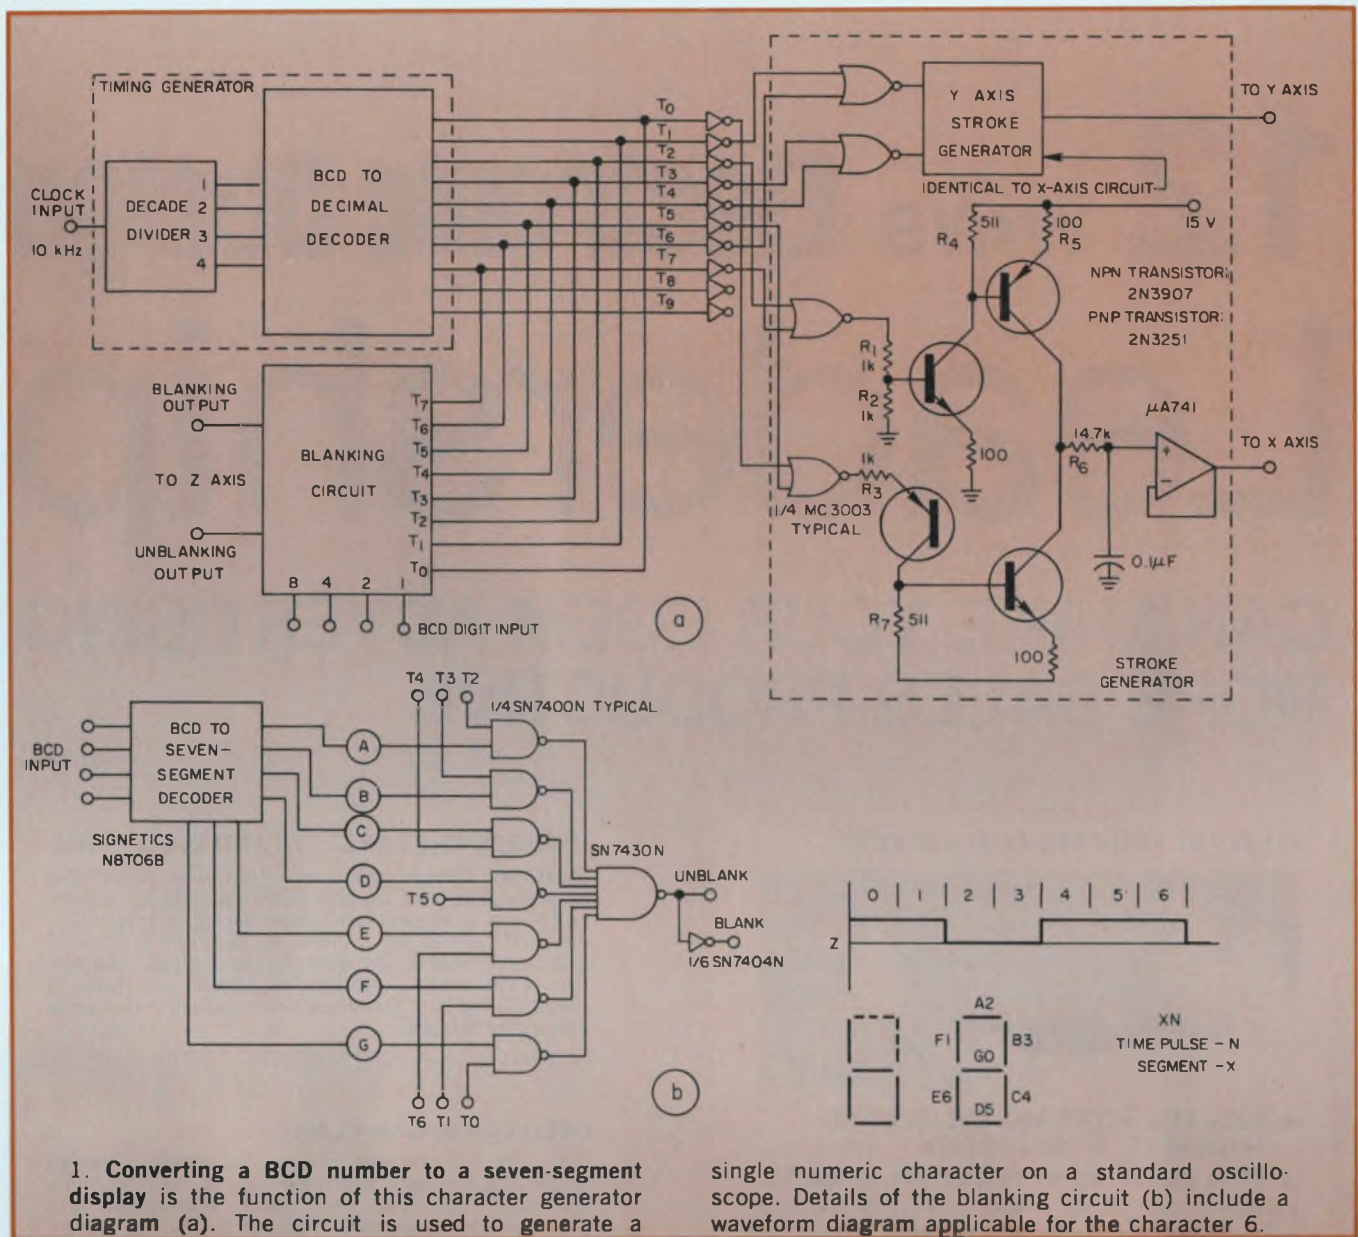 TIMING GENERATOR
CLOCK
INPUT
10 kHz
DECADE
DIVIDER
1
2
3
4
BCD TO
DECIMAL
DECODER
T0
T1
T2
T3
T4
T5
T6
T7
T8
T9
Y AXIS
STROKE
GENERATOR
TO Y AXIS
IDENTICAL TO X-AXIS CIRCUIT
511
R4
100
R5
15 V
NPN TRANSISTOR:
2N3907
PNP TRANSISTOR:
2N3251
R1
1k
R2
1k
100
μA741
14.7k
R6
TO X AXIS
1k
R3
1/4 MC3003
TYPICAL
0.1μF
R7
511
100
STROKE
GENERATOR
BLANKING
OUTPUT
TO Z AXIS
UNBLANKING
OUTPUT
BLANKING
CIRCUIT
T7
T6
T5
T4
T3
T2
T1
T0
8 4 2 1
BCD DIGIT INPUT
a
T4 T3 T2
1/4 SN7400N TYPICAL
BCD
INPUT
BCD TO
SEVEN-
SEGMENT
DECODER
SIGNETICS
N8T06B
A
B
C
D
E
F
G
T5
SN7430N
UNBLANK
BLANK
1/6 SN7404N
T6 T1 T0
b
0 1 2 3 4 5 6
Z
A2
F1 B3
G0
E6 C4
D5
XN
TIME PULSE - N
SEGMENT - X
1. Converting a BCD number to a seven-segment
display is the function of this character generator
diagram (a). The circuit is used to generate a
single numeric character on a standard oscillo-
scope. Details of the blanking circuit (b) include a
waveform diagram applicable for the character 6.